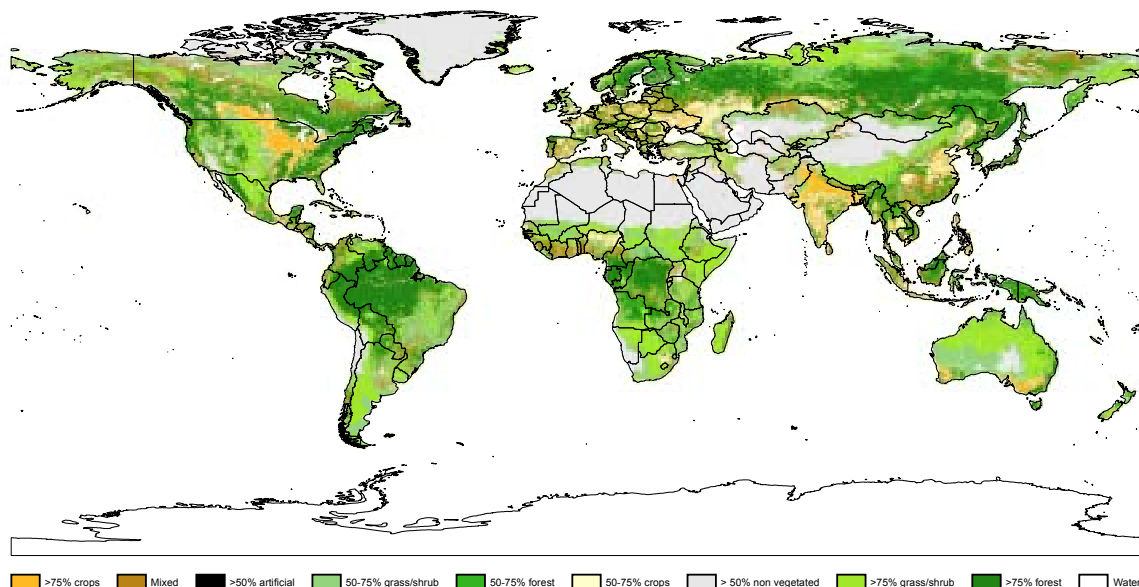 >75% crops Mixed >50% artificial 50-75% grass/shrub 50-75% forest 50-75% crops > 50% non vegetated >75% grass/shrub >75% forest Water